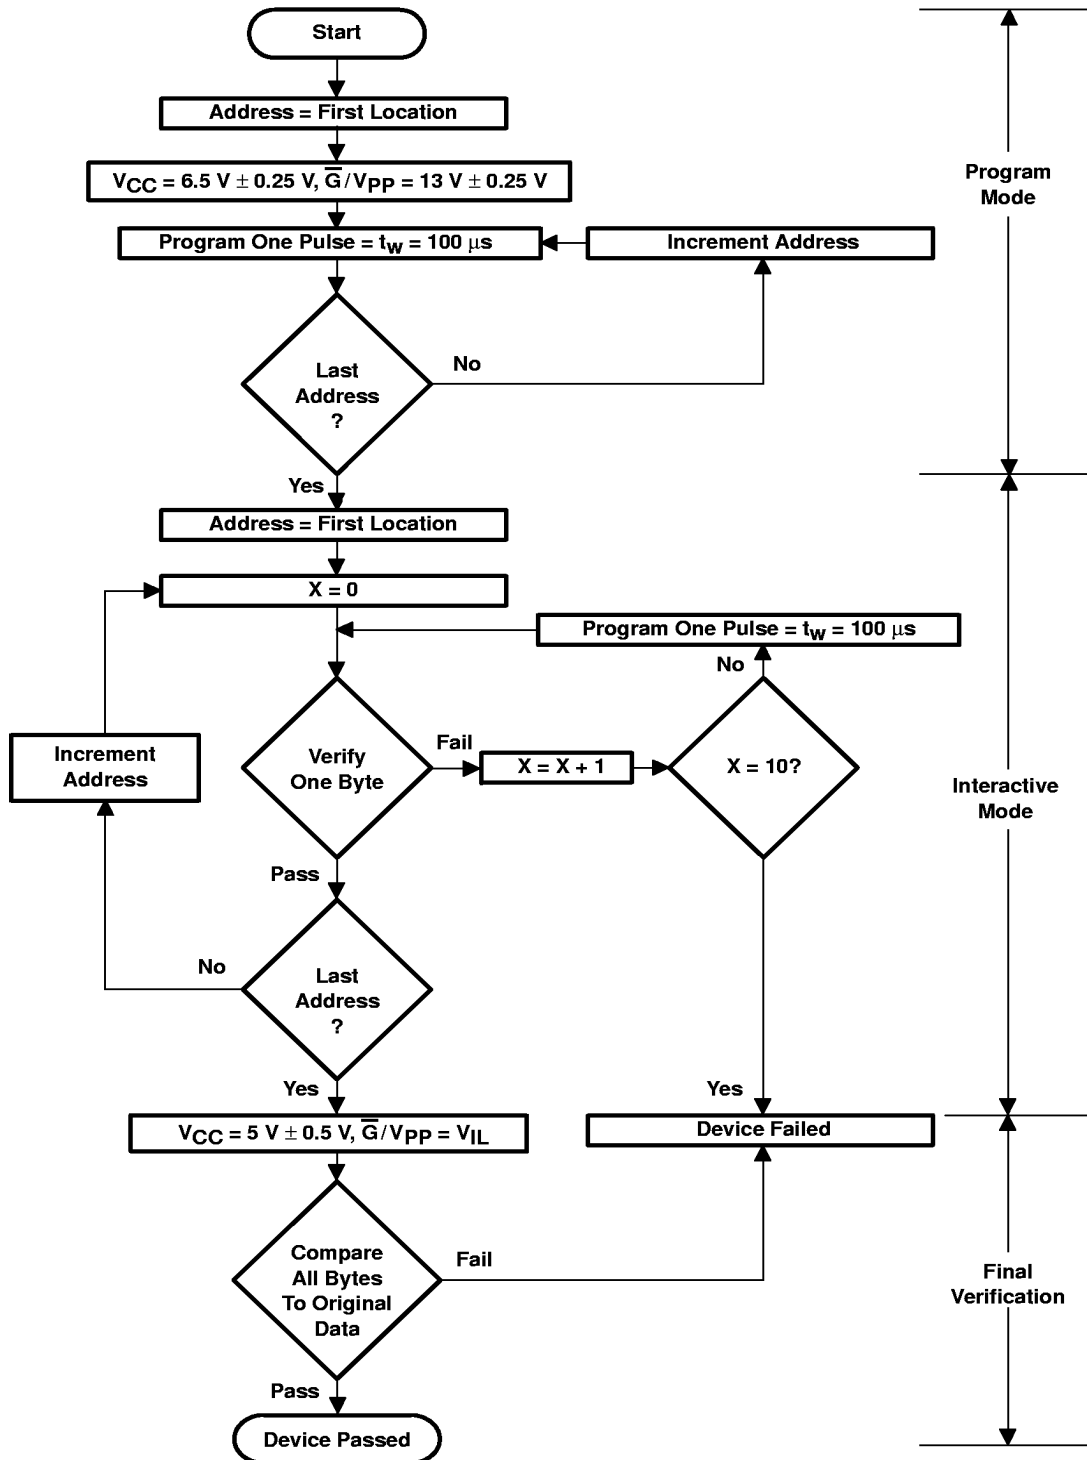 Start
Address = First Location
VCC = 6.5 V ± 0.25 V, G̅/VPP = 13 V ± 0.25 V
Program One Pulse = tw = 100 μs
Increment Address
Last
Address
?
No
Yes
Program
Mode
Address = First Location
X = 0
Program One Pulse = tw = 100 μs
No
Increment
Address
Verify
One Byte
Fail
X = X + 1
X = 10?
Interactive
Mode
Pass
No
Last
Address
?
Yes
Yes
VCC = 5 V ± 0.5 V, G̅/VPP = VIL
Device Failed
Compare
All Bytes
To Original
Data
Fail
Final
Verification
Pass
Device Passed